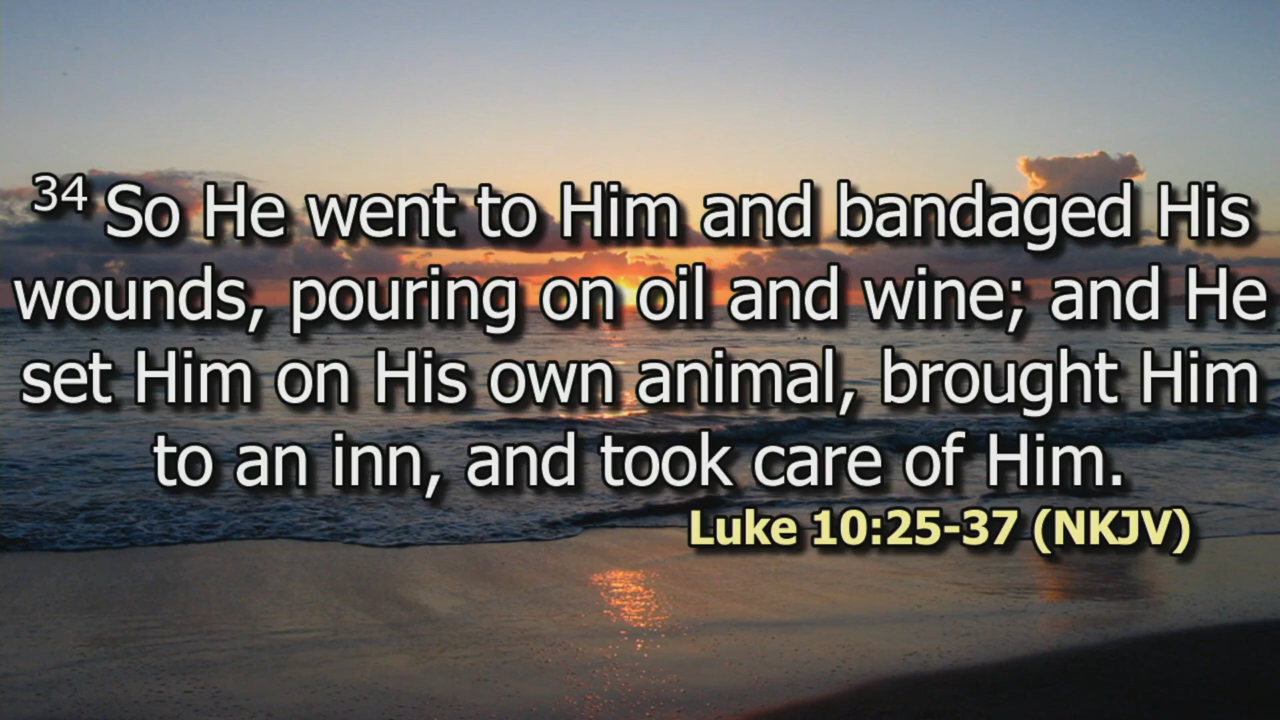 34 So He went to Him and bandaged His
wounds, pouring on oil and wine; and He
set Him on His own animal, brought Him
to an inn, and took care of Him.
Luke 10:25-37 (NKJV)